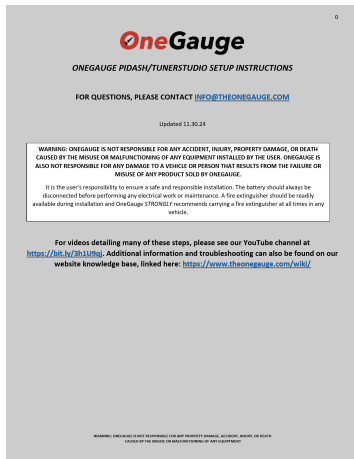 0
OneGauge
ONEGAUGE PIDASH/TUNERSTUDIO SETUP INSTRUCTIONS
FOR QUESTIONS, PLEASE CONTACT INFO@THEONEGAUGE.COM
Updated 11.30.24
WARNING: ONEGAUGE IS NOT RESPONSIBLE FOR ANY ACCIDENT, INJURY, PROPERTY DAMAGE, OR DEATH
CAUSED BY THE MISUSE OR MALFUNCTIONING OF ANY EQUIPMENT INSTALLED BY THE USER. ONEGAUGE IS
ALSO NOT RESPONSIBLE FOR ANY DAMAGE TO A VEHICLE OR PERSON THAT RESULTS FROM THE FAILURE OR
MISUSE OF ANY PRODUCT SOLD BY ONEGAUGE.
It is the user's responsibility to ensure a safe and responsible installation. The battery should always be
disconnected before performing any electrical work or maintenance. A fire extinguisher should be readily
available during installation and OneGauge STRONGLY recommends carrying a fire extinguisher at all times in any
vehicle.
For videos detailing many of these steps, please see our YouTube channel at
https://bit.ly/3h1U9qj. Additional information and troubleshooting can also be found on our
website knowledge base, linked here: https://www.theonegauge.com/wiki/
WARNING: ONEGAUGE IS NOT RESPONSIBLE FOR ANY PROPERTY DAMAGE, ACCIDENT, INJURY, OR DEATH
CAUSED BY THE MISUSE OR MALFUNCTIONING OF ANY EQUIPMENT